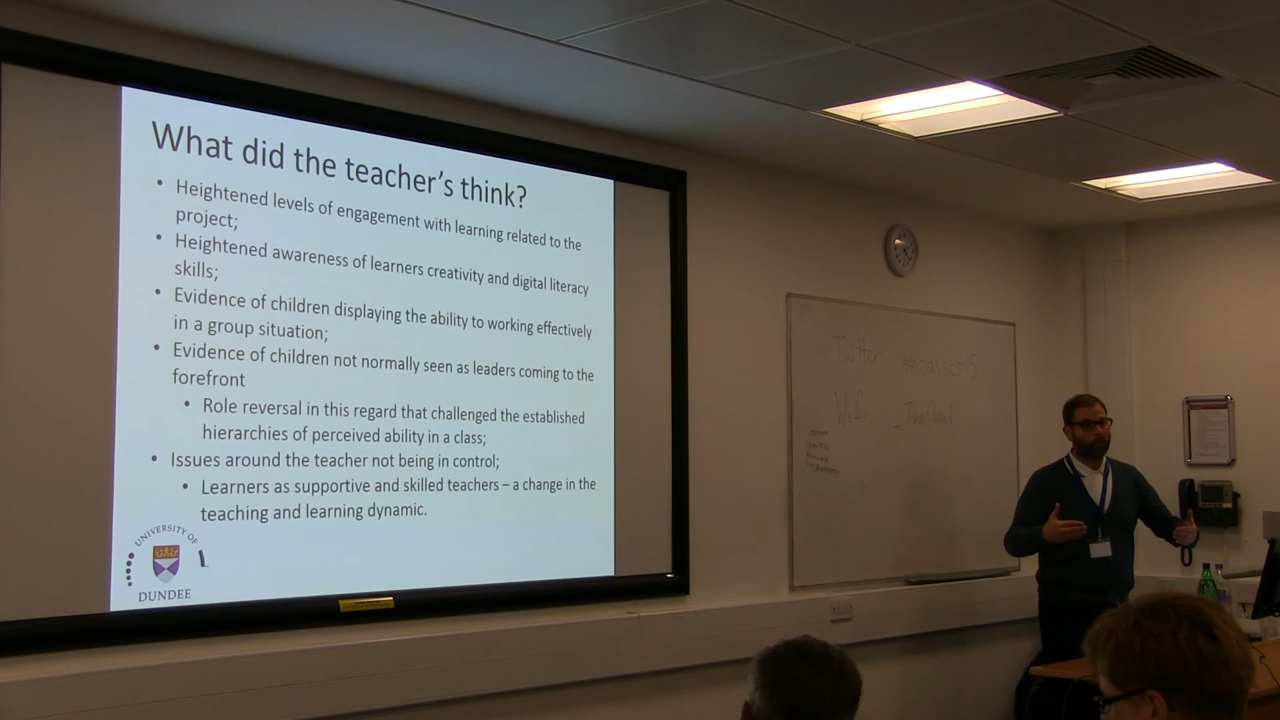 What did the teacher's think?
• Heightened levels of engagement with learning related to the
project;
• Heightened awareness of learners creativity and digital literacy
skills;
• Evidence of children displaying the ability to working effectively
in a group situation;
• Evidence of children not normally seen as leaders coming to the
forefront
• Role reversal in this regard that challenged the established
hierarchies of perceived ability in a class;
• Issues around the teacher not being in control;
• Learners as supportive and skilled teachers – a change in the
teaching and learning dynamic.
UNIVERSITY OF
DUNDEE
Twitter
Wifi